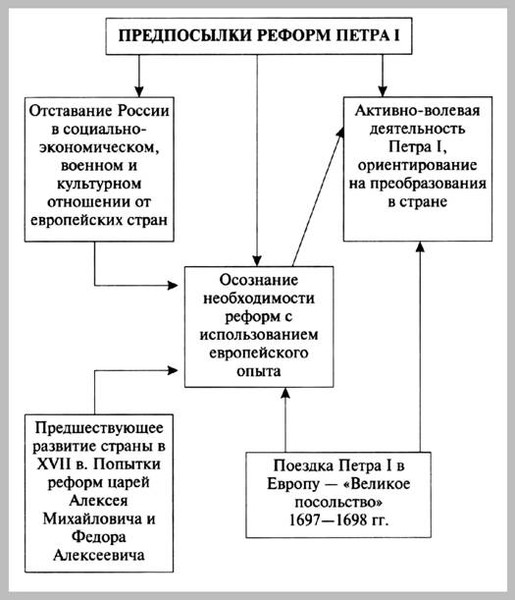 ПРЕДПОСЫЛКИ РЕФОРМ ПЕТРА I
Отставание России
в социально-
экономическом,
военном и
культурном
отношении от
европейских стран
Активно-волевая
деятельность
Петра I,
ориентирование
на преобразования
в стране
Осознание
необходимости
реформ с
использованием
европейского
опыта
Предшествующее
развитие страны в
XVII в. Попытки
реформ царей
Алексея
Михайловича и
Федора
Алексеевича
Поездка Петра I в
Европу — «Великое
посольство»
1697—1698 гг.